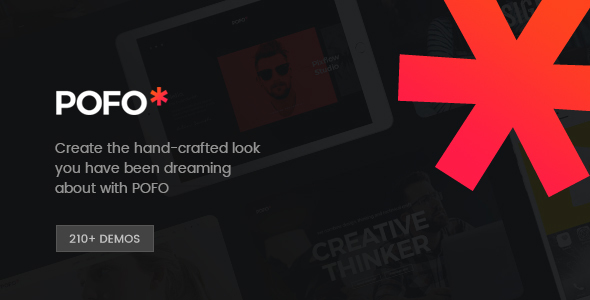 POFO*
Create the hand-crafted look
you have been dreaming
about with POFO
210+ DEMOS
CREATIVE
THINKER